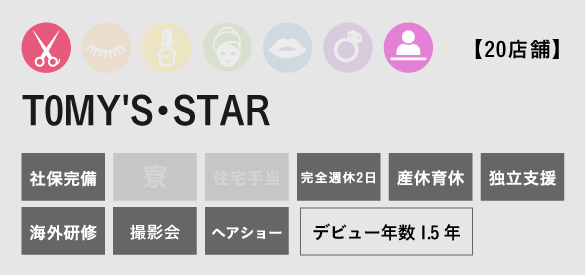 【20店舗】
TOMY'S・STAR
社保完備 寮 住宅手当 完全週休2日 産休育休 独立支援
海外研修 撮影会 ヘアショー デビュー年数 1.5 年